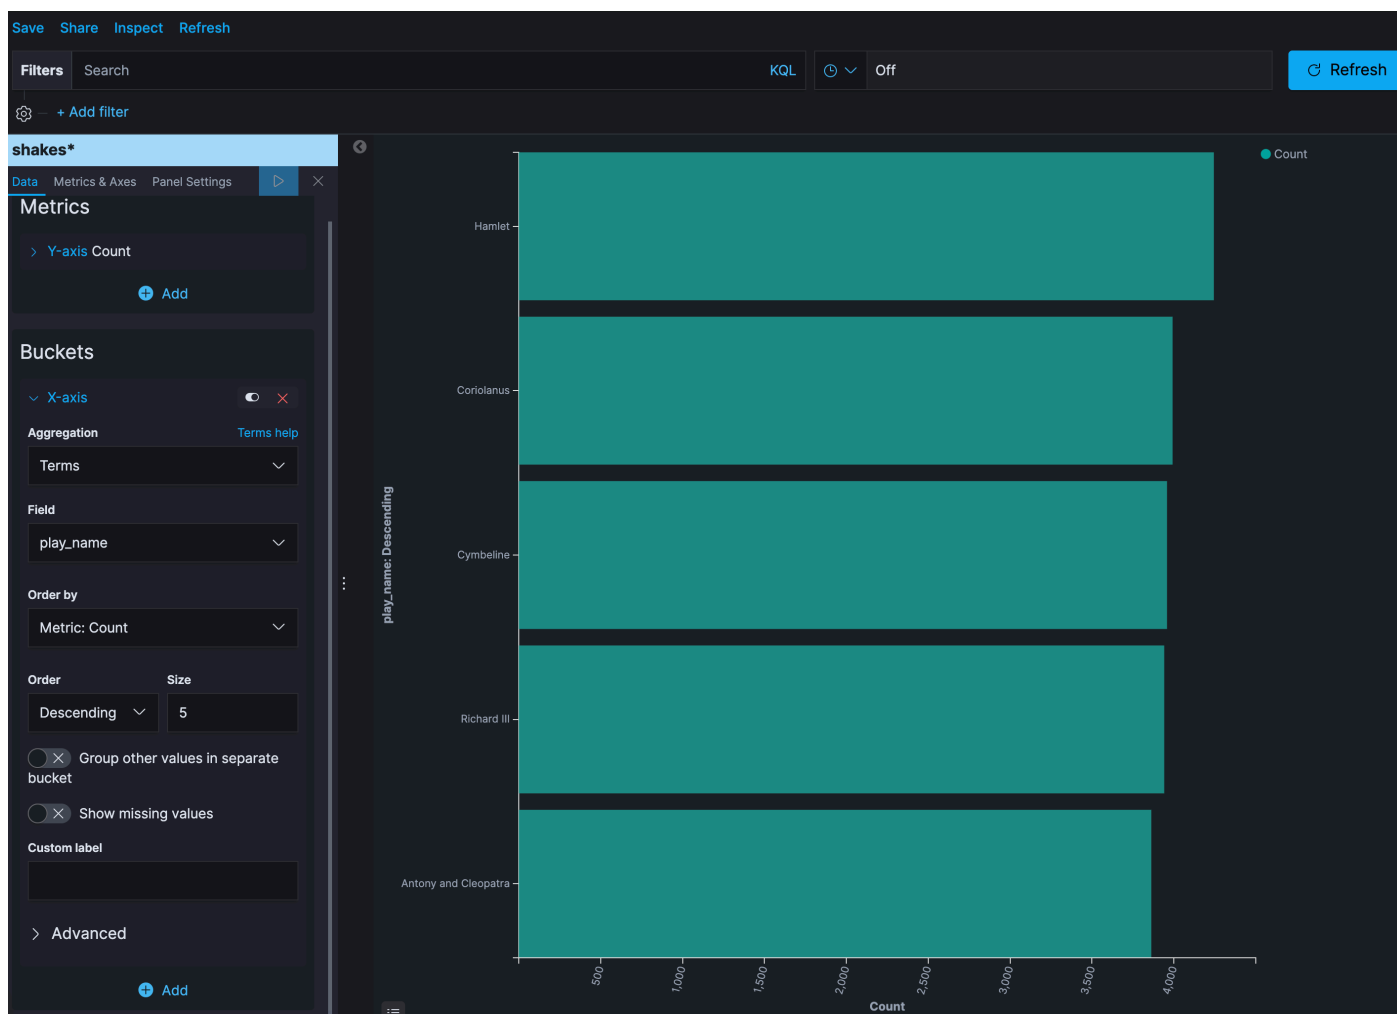 Save Share Inspect Refresh
Filters Search KQL Off Refresh
+ Add filter
shakes*
Data Metrics & Axes Panel Settings
Metrics
Y-axis Count
Add
Buckets
X-axis
Aggregation Terms help
Terms
Field
play_name
Order by
Metric: Count
Order Size
Descending 5
Group other values in separate
bucket
Show missing values
Custom label
Advanced
Add
Count
play_name: Descending
Hamlet
Coriolanus
Cymbeline
Richard III
Antony and Cleopatra
500 1,000 1,500 2,000 2,500 3,000 3,500 4,000
Count